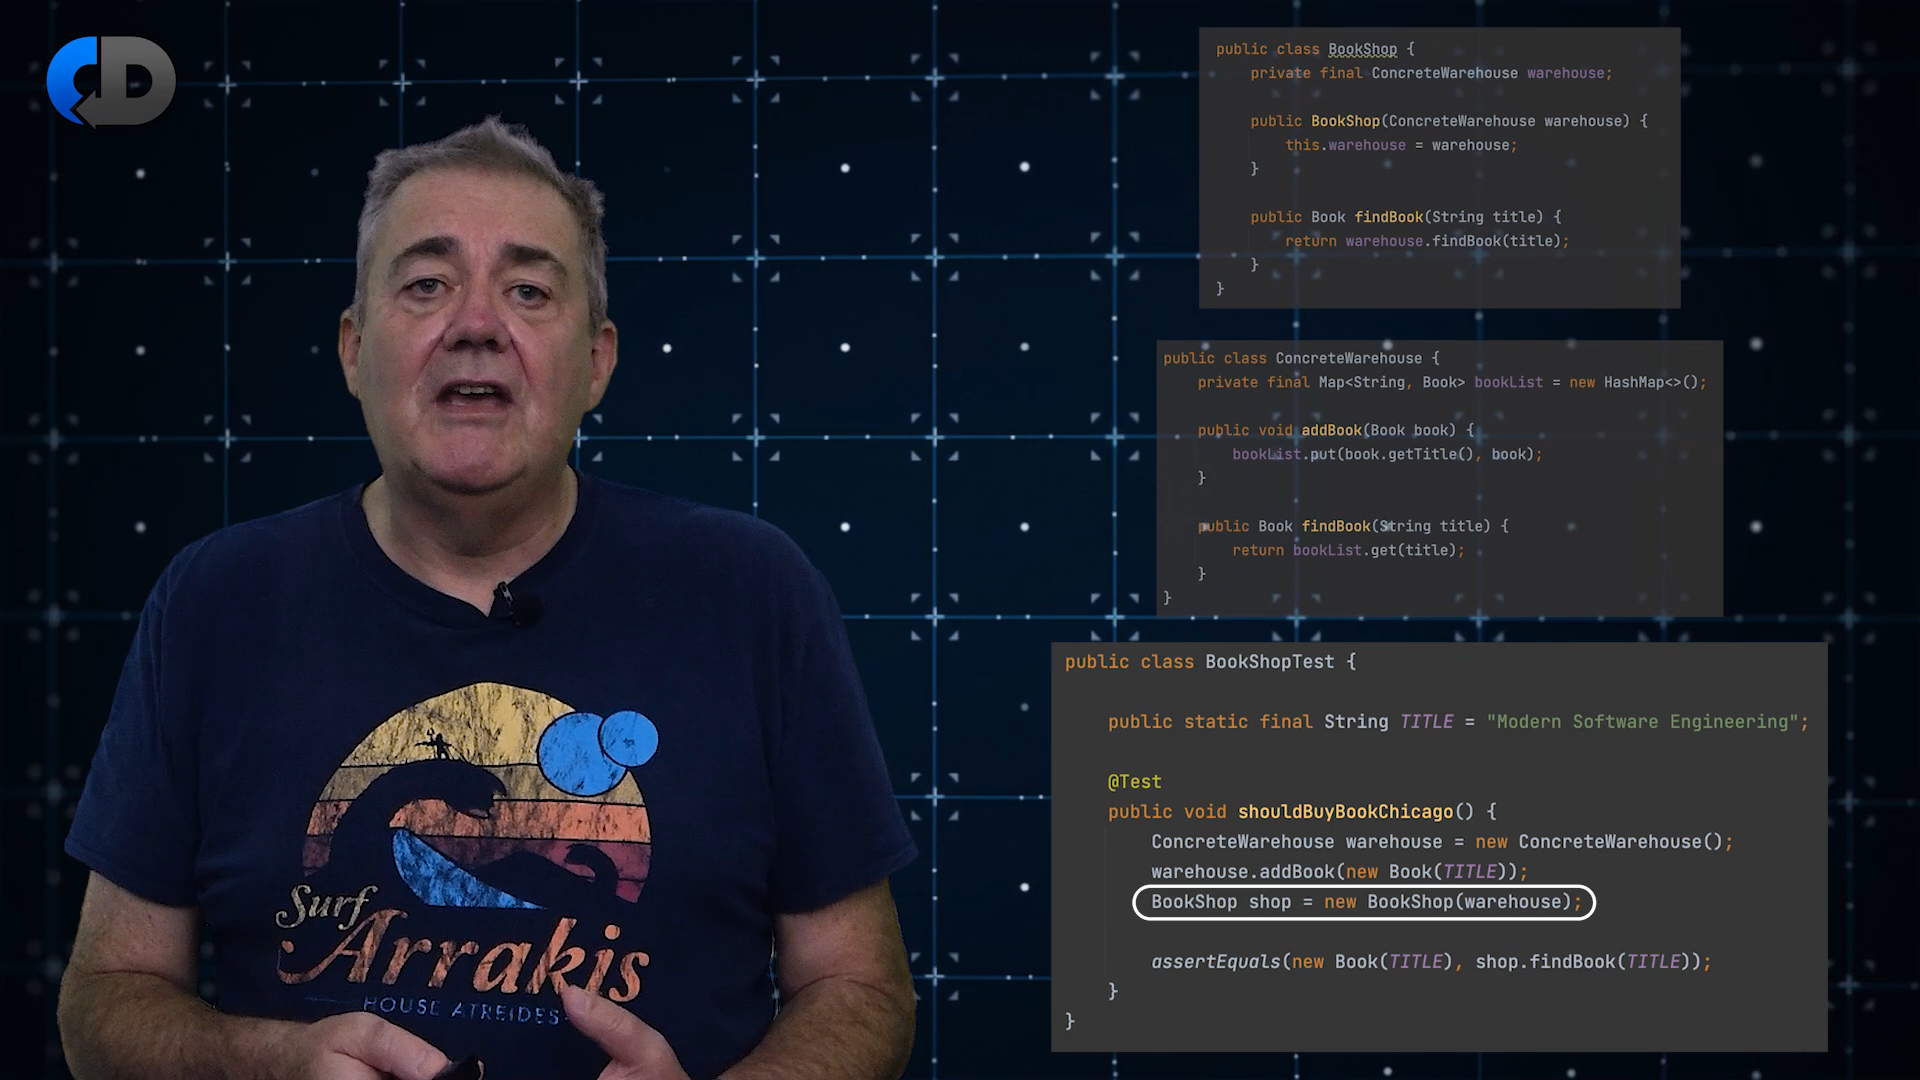 CD
Surf
Arrakis
HOUSE ATREIDES
public class BookShop {
private final ConcreteWarehouse warehouse;
public BookShop(ConcreteWarehouse warehouse) {
this.warehouse = warehouse;
}
public Book findBook(String title) {
return warehouse.findBook(title);
}
}
public class ConcreteWarehouse {
private final Map<String, Book> bookList = new HashMap<>();
public void addBook(Book book) {
bookList.put(book.getTitle(), book);
}
public Book findBook(String title) {
return bookList.get(title);
}
}
public class BookShopTest {
public static final String TITLE = "Modern Software Engineering";
@Test
public void shouldBuyBookChicago() {
ConcreteWarehouse warehouse = new ConcreteWarehouse();
warehouse.addBook(new Book(TITLE));
BookShop shop = new BookShop(warehouse);
assertEquals(new Book(TITLE), shop.findBook(TITLE));
}
}